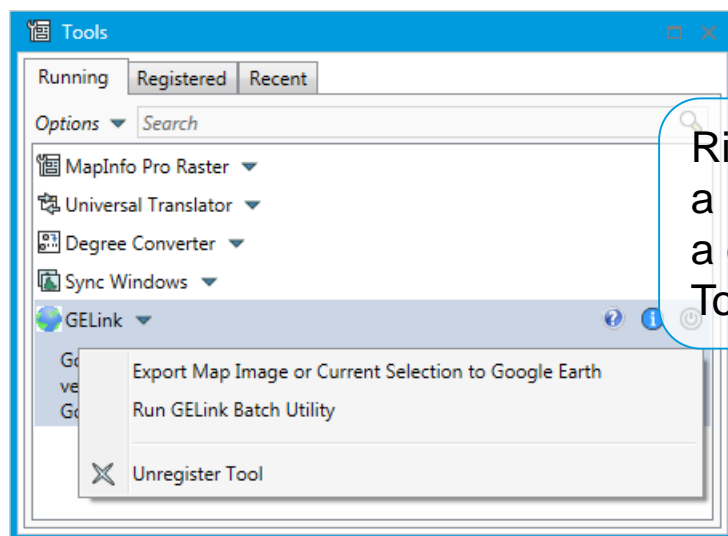 Tools
Running Registered Recent
Options Search
MapInfo Pro Raster
Universal Translator
Degree Converter
Sync Windows
GELink
Export Map Image or Current Selection to Google Earth
Run GELink Batch Utility
Unregister Tool
a
a